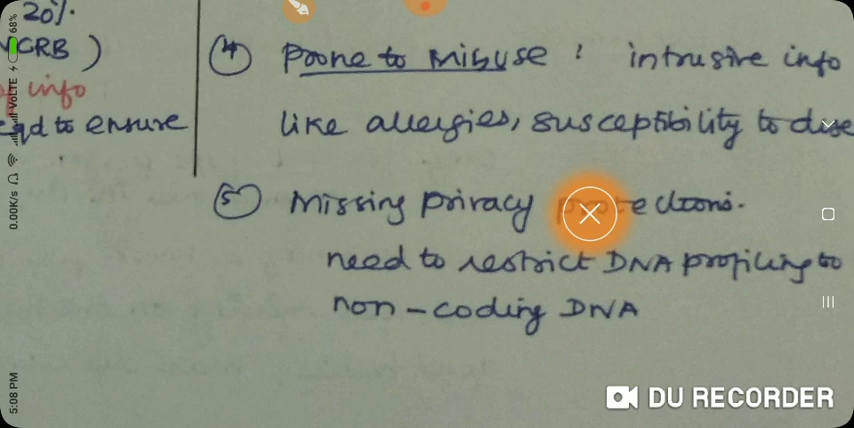 20%.
CRB)
info
to ensure
④ Prone to Misuse : intrusive info
like allergies, susceptibility to dise
⑤ Missing privacy protections.
need to restrict DNA profiling to
non-coding DNA
68%
VoLTE
0.00K/s
5:08 PM
DU RECORDER